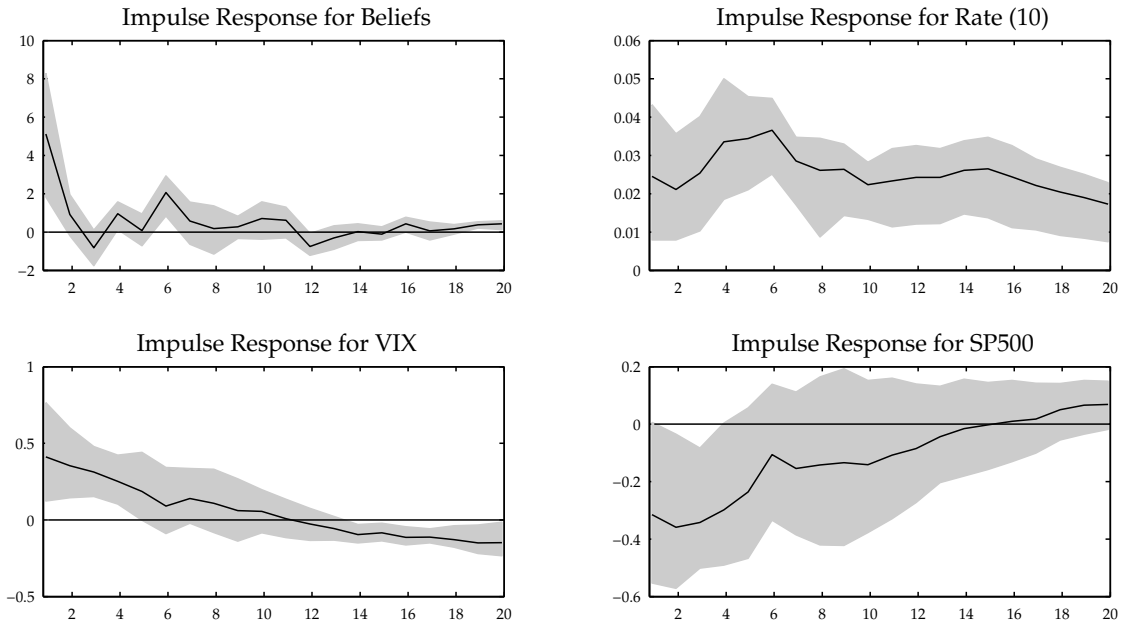 Impulse Response for Beliefs
10
8
6
4
2
0
−2
2 4 6 8 10 12 14 16 18 20
Impulse Response for Rate (10)
0.06
0.05
0.04
0.03
0.02
0.01
0
2 4 6 8 10 12 14 16 18 20
Impulse Response for VIX
1
0.5
0
−0.5
2 4 6 8 10 12 14 16 18 20
Impulse Response for SP500
0.2
0
−0.2
−0.4
−0.6
2 4 6 8 10 12 14 16 18 20